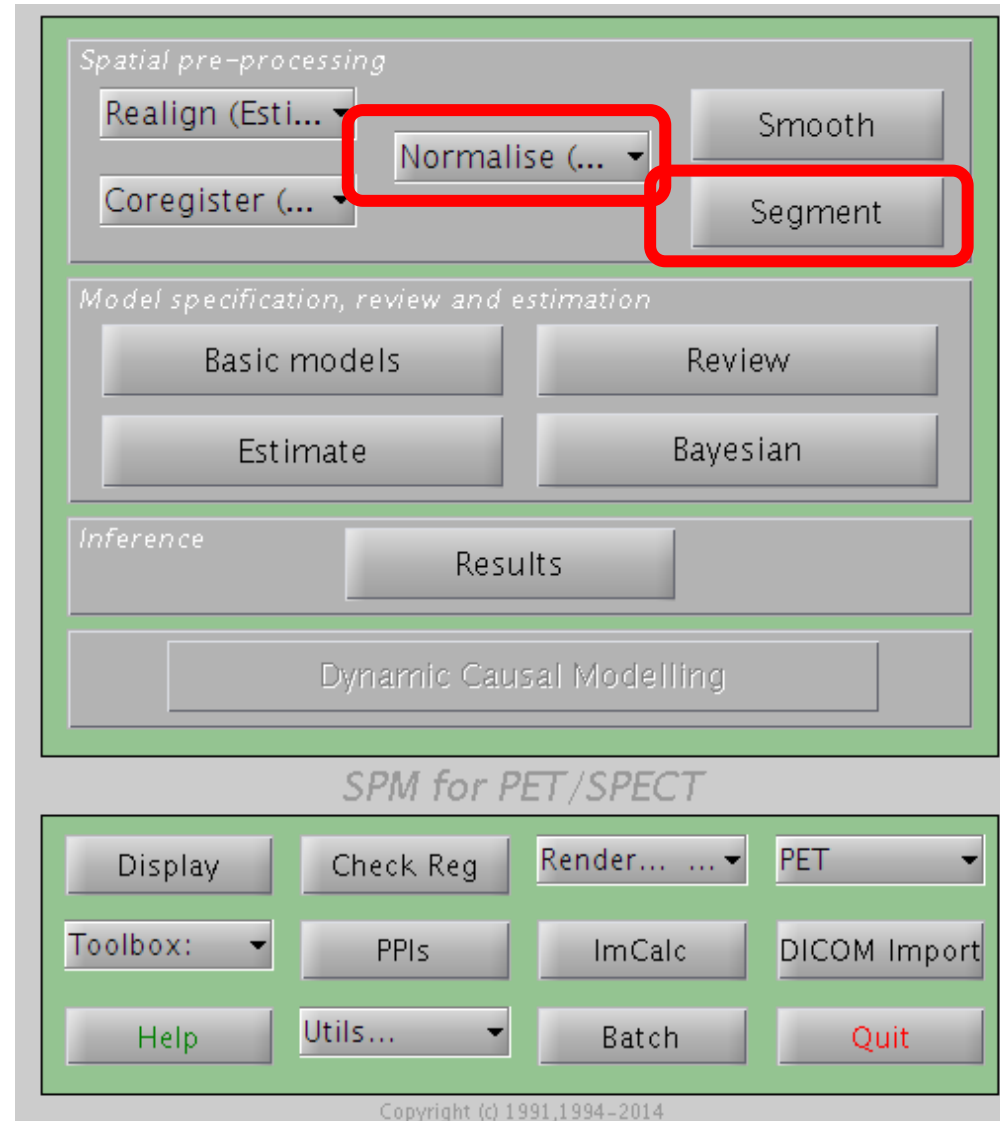 Spatial pre-processing
Realign (Esti...
Normalise (...
Smooth
Coregister (...
Segment
Model specification, review and estimation
Basic models
Review
Estimate
Bayesian
Inference
Results
Dynamic Causal Modelling
SPM for PET/SPECT
Display
Check Reg
Render... ...
PET
Toolbox:
PPIs
ImCalc
DICOM Import
Help
Utils...
Batch
Quit
Copyright (c) 1991,1994-2014